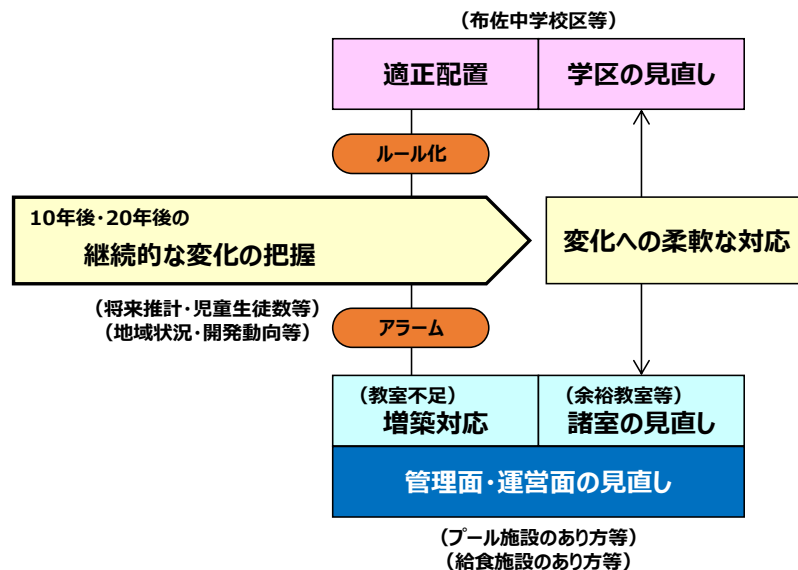 （布佐中学校区等）
適正配置
学区の見直し
ルール化
10年後・20年後の
継続的な変化の把握
変化への柔軟な対応
（将来推計・児童生徒数等）
（地域状況・開発動向等）
アラーム
（教室不足）
増築対応
（余裕教室等）
諸室の見直し
管理面・運営面の見直し
（プール施設のあり方等）
（給食施設のあり方等）